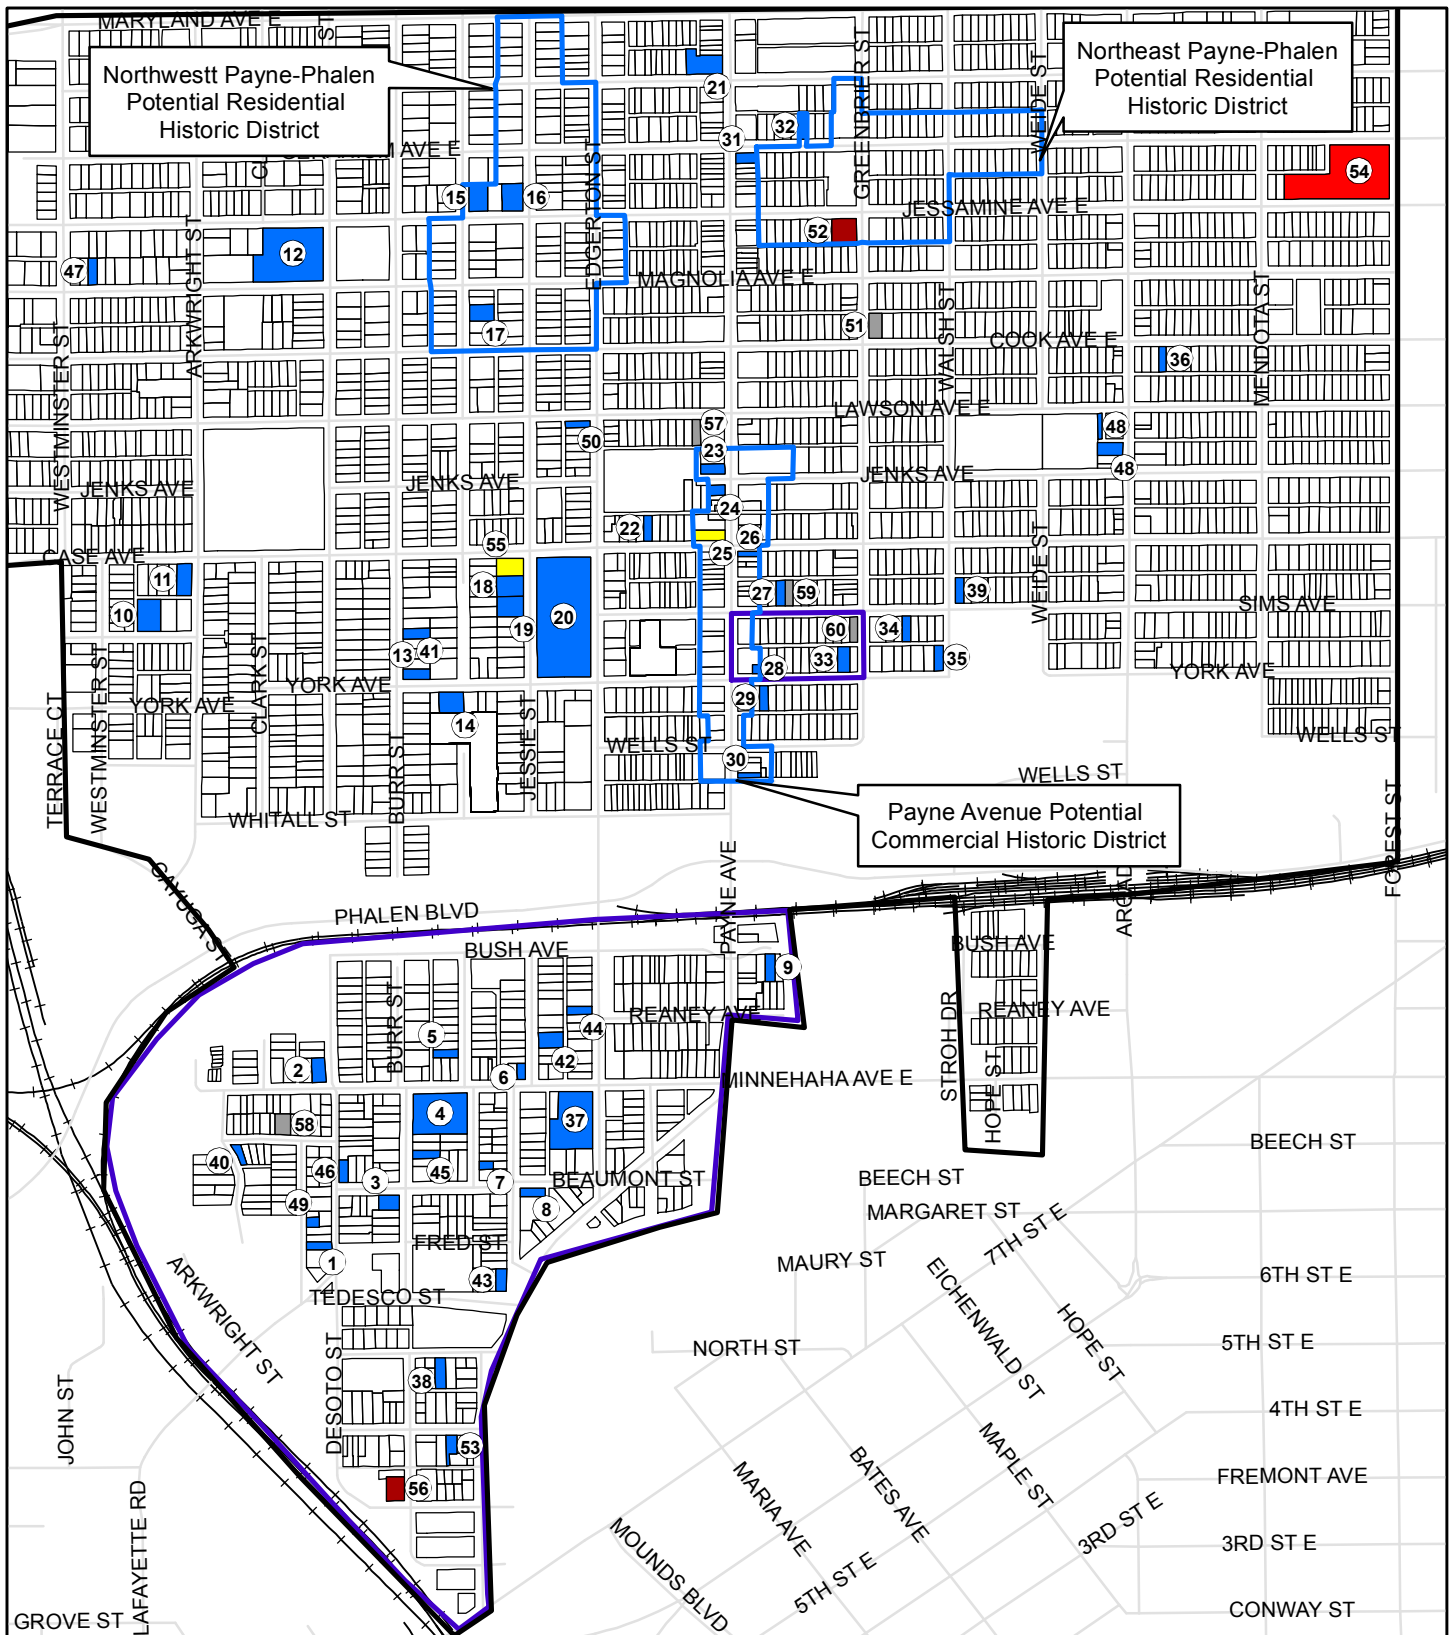 MARYLAND AVE E
ST
Northwestt Payne-Phalen
Potential Residential
Historic District
Northeast Payne-Phalen
Potential Residential
Historic District
GREENBRIER ST
WEIDE ST
21
32
31
AVE E
EDGERTON ST
54
15
16
JESSAMINE AVE E
52
ARKWRIGHT ST
12
47
MAGNOLIA AVE E
MENDOTA ST
17
51
WALSH ST
COOK AVE E
36
WESTMINSTER ST
LAWSON AVE E
57
48
50
23
48
JENKS AVE
JENKS AVE
JENKS AVE
24
22
55
26
25
CASE AVE
WEIDE ST
11
18
27
59
39
SIMS AVE
10
20
19
60
34
13
41
33
35
28
CLARK ST
WESTMINSTER ST
YORK AVE
YORK AVE
YORK AVE
29
14
TERRACE CT
BURR ST
JESSIE ST
WELLS ST
WELLS ST
30
WELLS ST
WHITALL ST
Payne Avenue Potential
Commercial Historic District
FOREST ST
CAYUGA ST
PHALEN BLVD
PAYNE AVE
BUSH AVE
BUSH AVE
9
BURR ST
STROH DR
REANEY AVE
REANEY AVE
5
44
42
2
6
MINNEHAHA AVE E
HOPE ST
4
37
58
BEECH ST
40
46
3
45
7
BEAUMONT ST
BEECH ST
49
8
MARGARET ST
7TH ST E
FRED ST
1
43
MAURY ST
6TH ST E
ARKWRIGHT ST
TEDESCO ST
EICHENWALD ST
HOPE ST
5TH ST E
NORTH ST
DESOTO ST
38
JOHN ST
4TH ST E
53
MAPLE ST
BATES AVE
MARIA AVE
FREMONT AVE
56
LAFAYETTE RD
3RD ST E
3RD ST E
MOUNDS BLVD
5TH ST E
GROVE ST
CONWAY ST